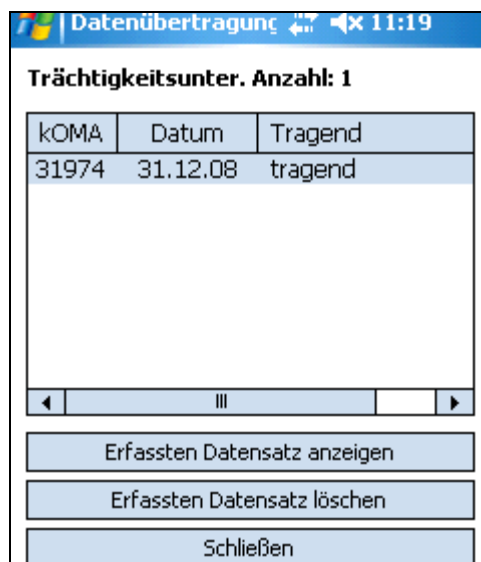 Datenübertragung 11:19
Trächtigkeitsunter. Anzahl: 1
kOMA Datum Tragend
31974 31.12.08 tragend
Erfassten Datensatz anzeigen
Erfassten Datensatz löschen
Schließen